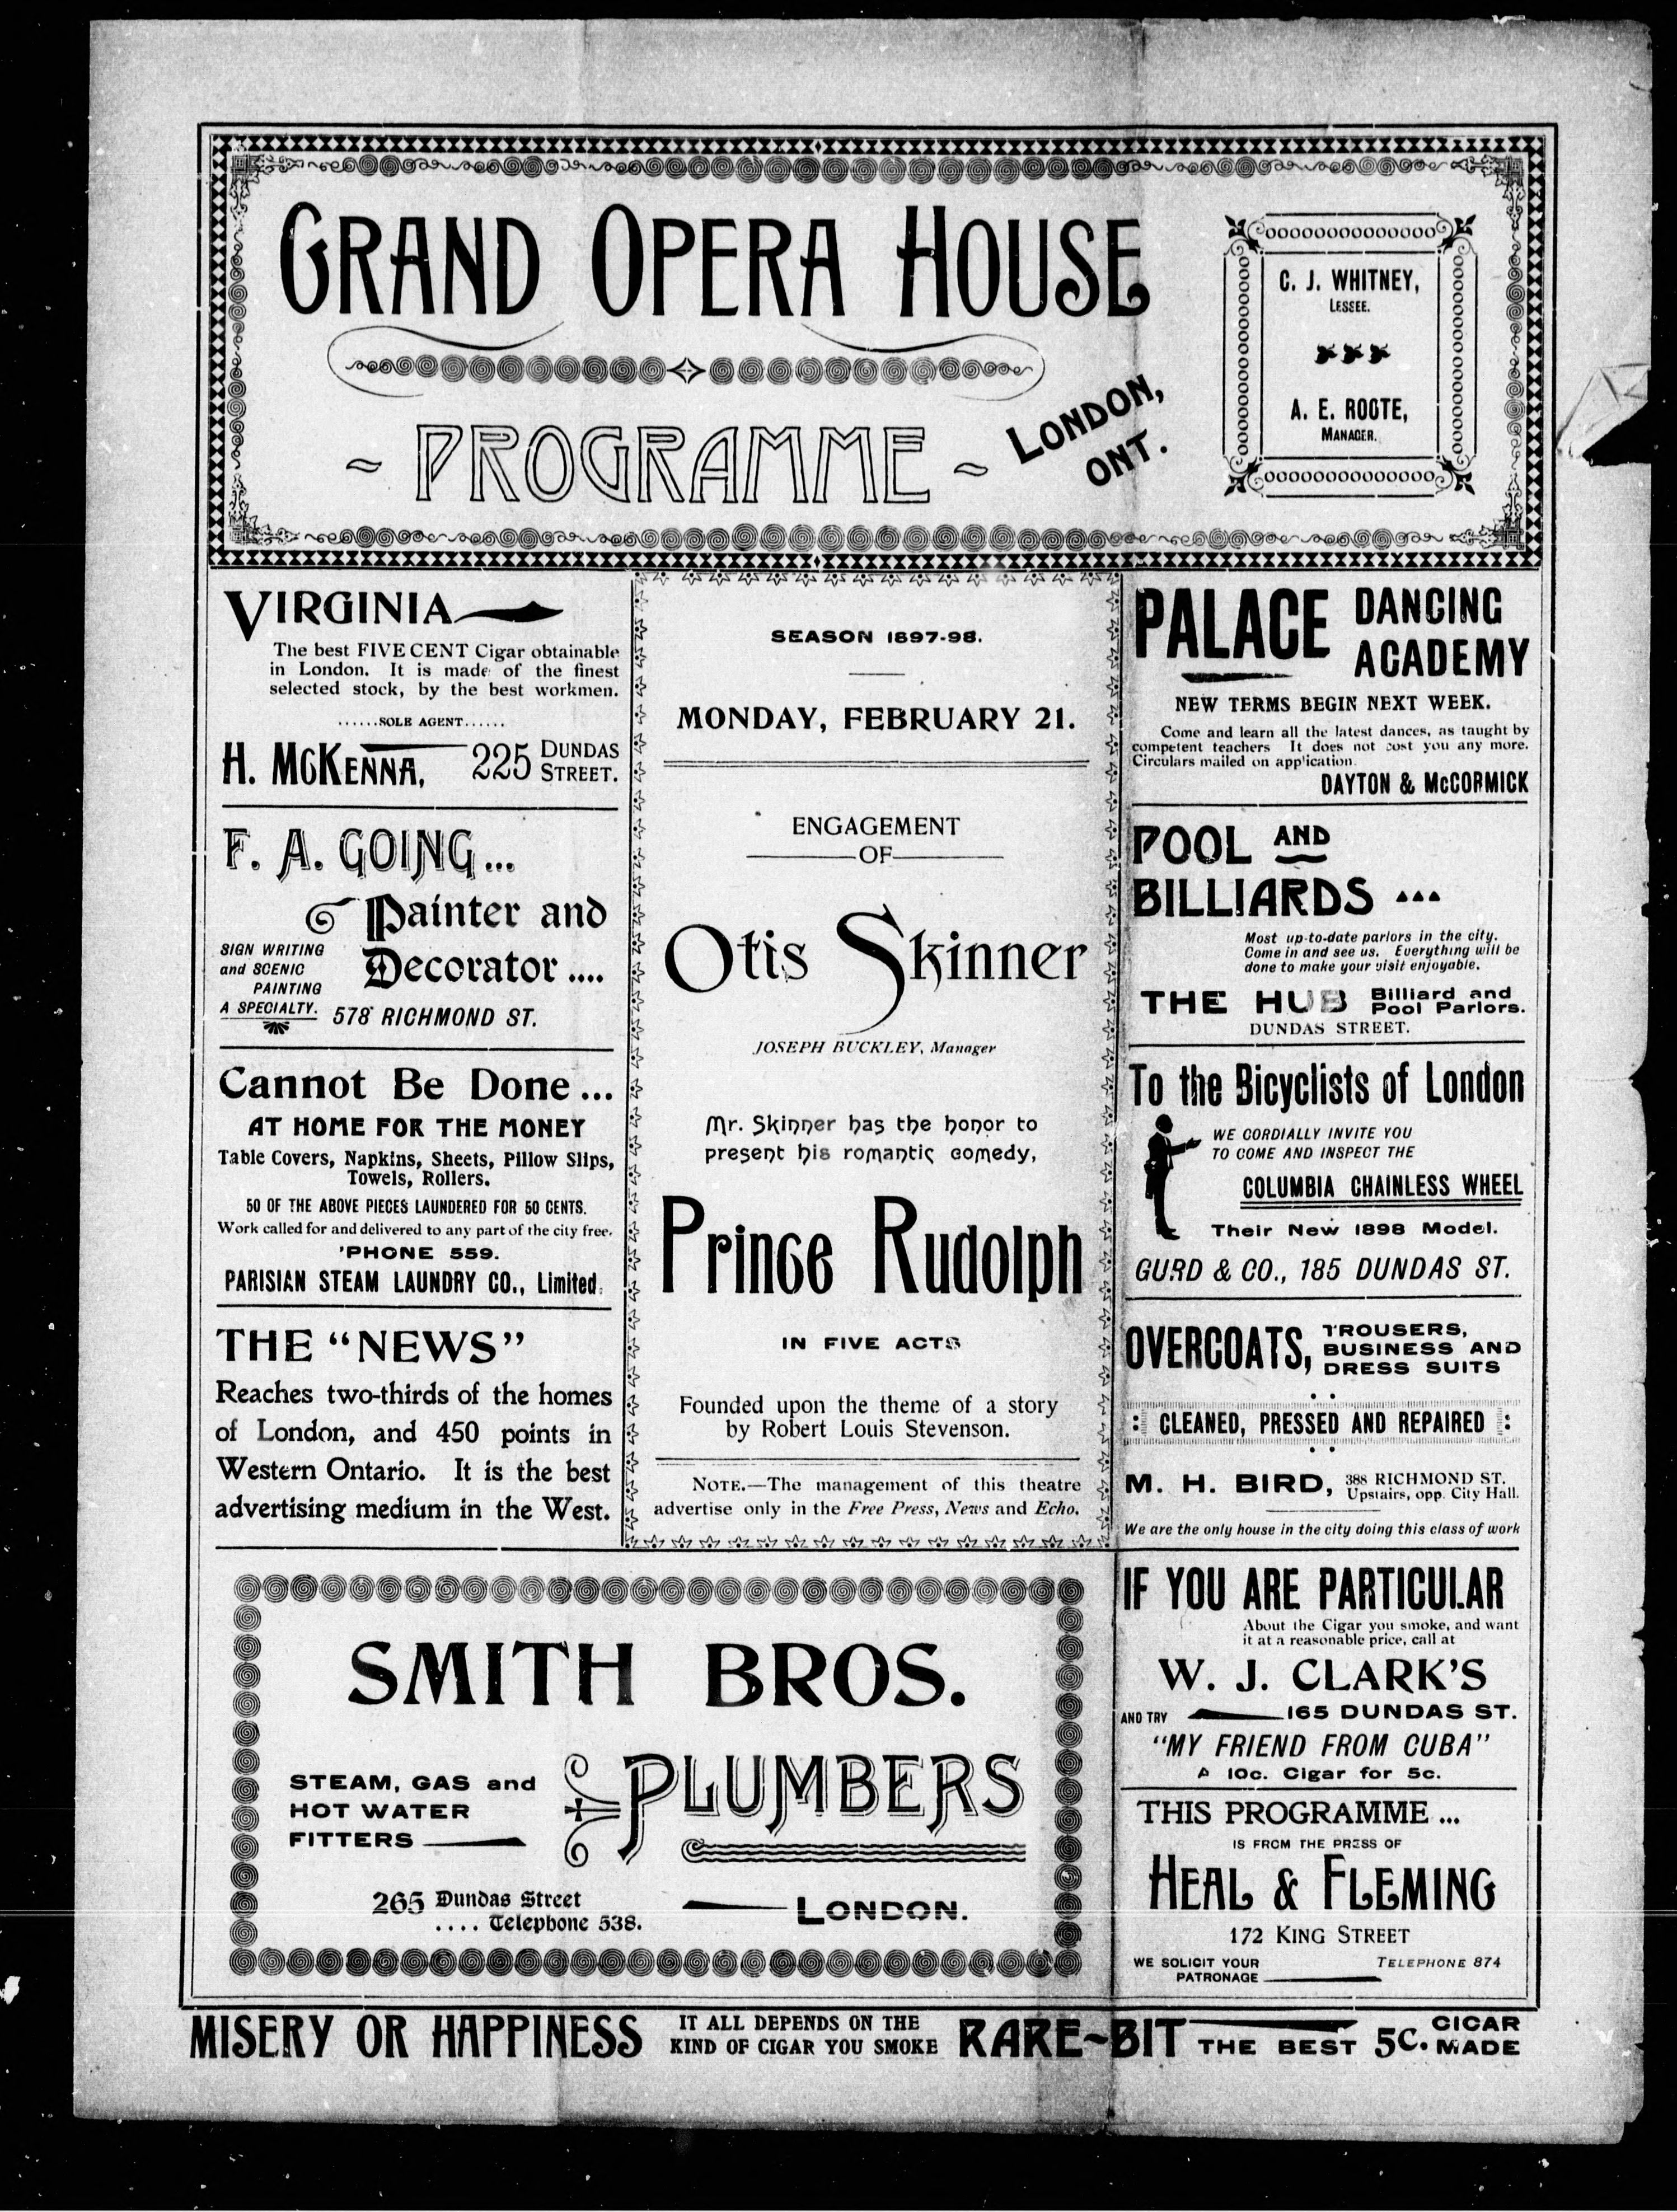 GRAND OPERA HOUSE
~ PROGRAMME ~
LONDON,
ONT.
C. J. WHITNEY,
LESSEE.
A. E. ROOTE,
MANAGER.
VIRGINIA
The best FIVE CENT Cigar obtainable
in London. It is made of the finest
selected stock, by the best workmen.
......SOLE AGENT......
H. MCKENNA, 225 DUNDAS
STREET.
F. A. GOING...
Painter and
Decorator ....
SIGN WRITING
and SCENIC
PAINTING
A SPECIALTY.
578 RICHMOND ST.
Cannot Be Done...
AT HOME FOR THE MONEY
Table Covers, Napkins, Sheets, Pillow Slips,
Towels, Rollers.
50 OF THE ABOVE PIECES LAUNDERED FOR 50 CENTS.
Work called for and delivered to any part of the city free.
'PHONE 559.
PARISIAN STEAM LAUNDRY CO., Limited.
THE "NEWS"
Reaches two-thirds of the homes
of London, and 450 points in
Western Ontario. It is the best
advertising medium in the West.
SEASON 1897-98.
MONDAY, FEBRUARY 21.
ENGAGEMENT
OF
Otis Skinner
JOSEPH BUCKLEY, Manager
Mr. Skinner has the honor to
present his romantic comedy,
Prince Rudolph
IN FIVE ACTS
Founded upon the theme of a story
by Robert Louis Stevenson.
NOTE.—The management of this theatre
advertise only in the Free Press, News and Echo.
PALACE DANCING
ACADEMY
NEW TERMS BEGIN NEXT WEEK.
Come and learn all the latest dances, as taught by
competent teachers It does not cost you any more.
Circulars mailed on application.
DAYTON & McCORMICK
POOL AND
BILLIARDS ...
Most up-to-date parlors in the city.
Come in and see us. Everything will be
done to make your visit enjoyable.
THE HUB Billiard and
Pool Parlors.
DUNDAS STREET.
To the Bicyclists of London
WE CORDIALLY INVITE YOU
TO COME AND INSPECT THE
COLUMBIA CHAINLESS WHEEL
Their New 1898 Model.
GURD & CO., 185 DUNDAS ST.
OVERCOATS, TROUSERS,
BUSINESS AND
DRESS SUITS
CLEANED, PRESSED AND REPAIRED
M. H. BIRD, 388 RICHMOND ST.
Upstairs, opp. City Hall.
We are the only house in the city doing this class of work
SMITH BROS.
STEAM, GAS and
HOT WATER
FITTERS
PLUMBERS
265 Dundas Street
.... Telephone 538.
LONDON.
IF YOU ARE PARTICULAR
About the Cigar you smoke, and want
it at a reasonable price, call at
W. J. CLARK'S
AND TRY 165 DUNDAS ST.
"MY FRIEND FROM CUBA"
A 10c. Cigar for 5c.
THIS PROGRAMME ...
IS FROM THE PRESS OF
HEAL & FLEMING
172 KING STREET
WE SOLICIT YOUR
PATRONAGE
TELEPHONE 874
MISERY OR HAPPINESS IT ALL DEPENDS ON THE
KIND OF CIGAR YOU SMOKE RARE-BIT THE BEST 5C. CIGAR
MADE